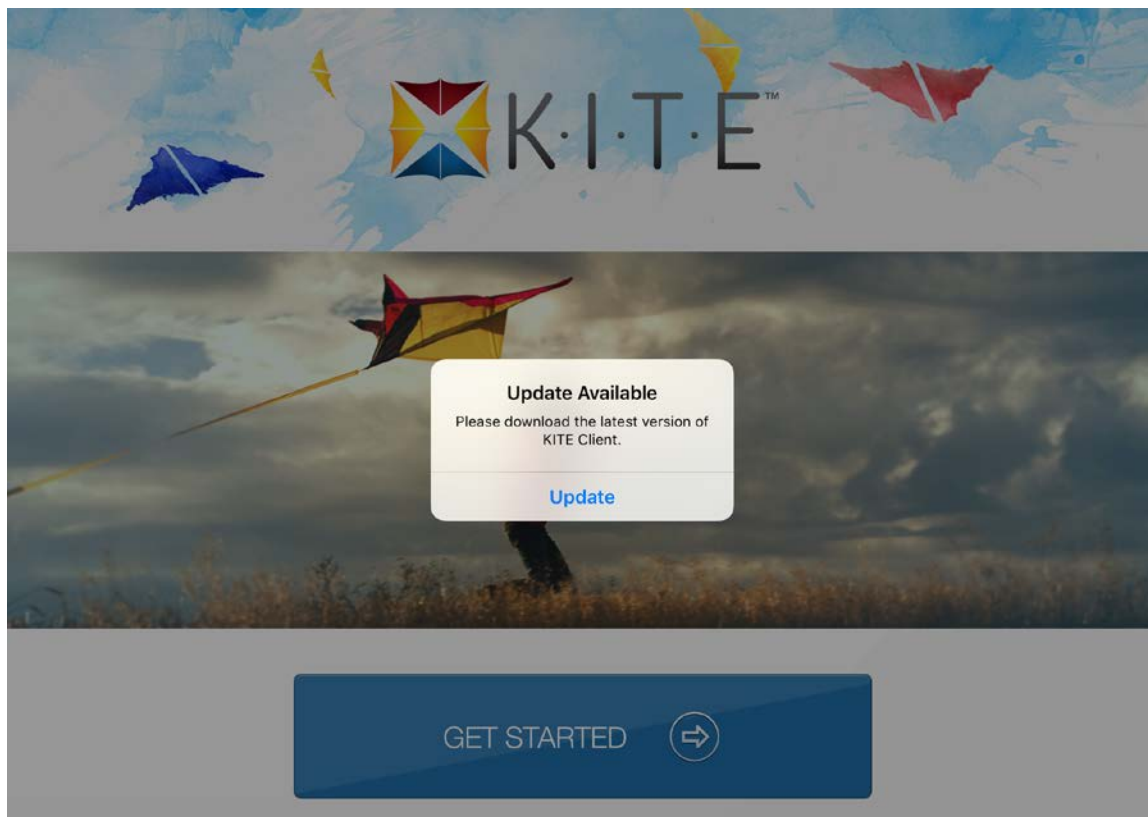 K·I·T·E™
Update Available
Please download the latest version of
KITE Client.
Update
GET STARTED